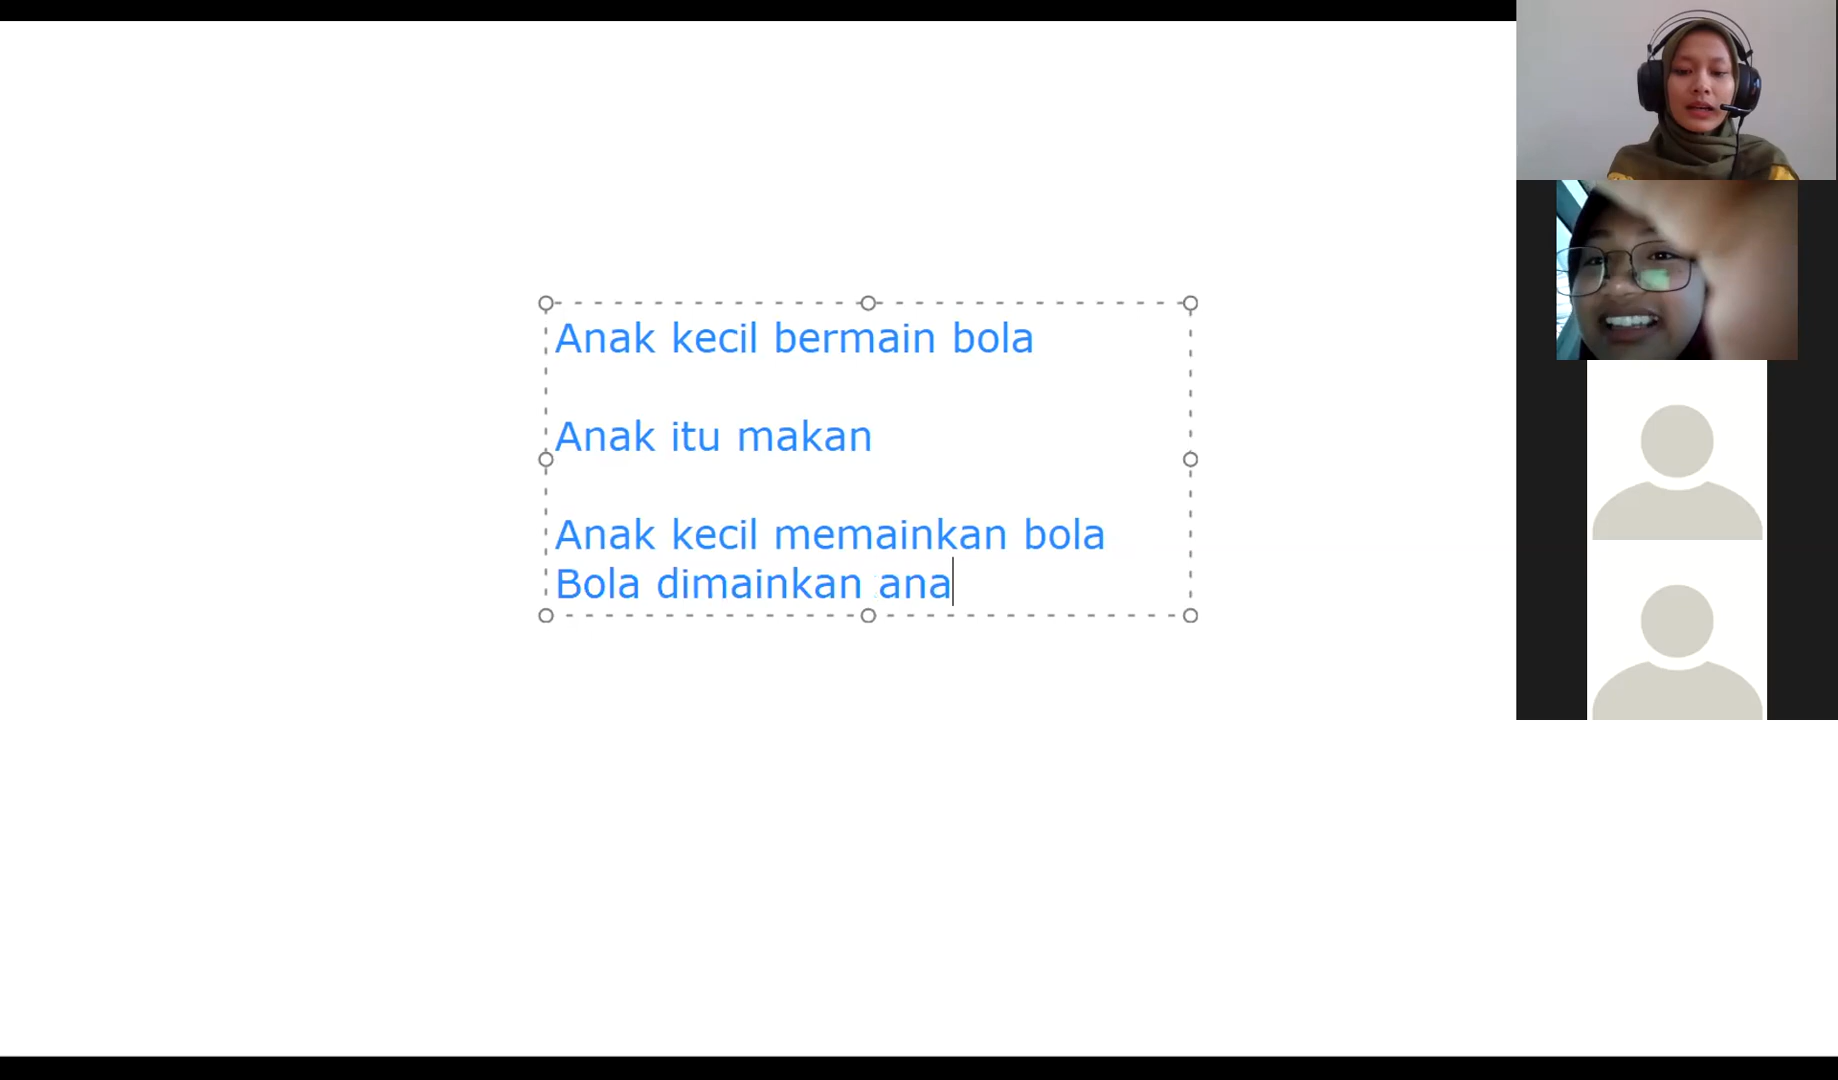 Anak kecil bermain bola
Anak itu makan
Anak kecil memainkan bola
Bola dimainkan ana